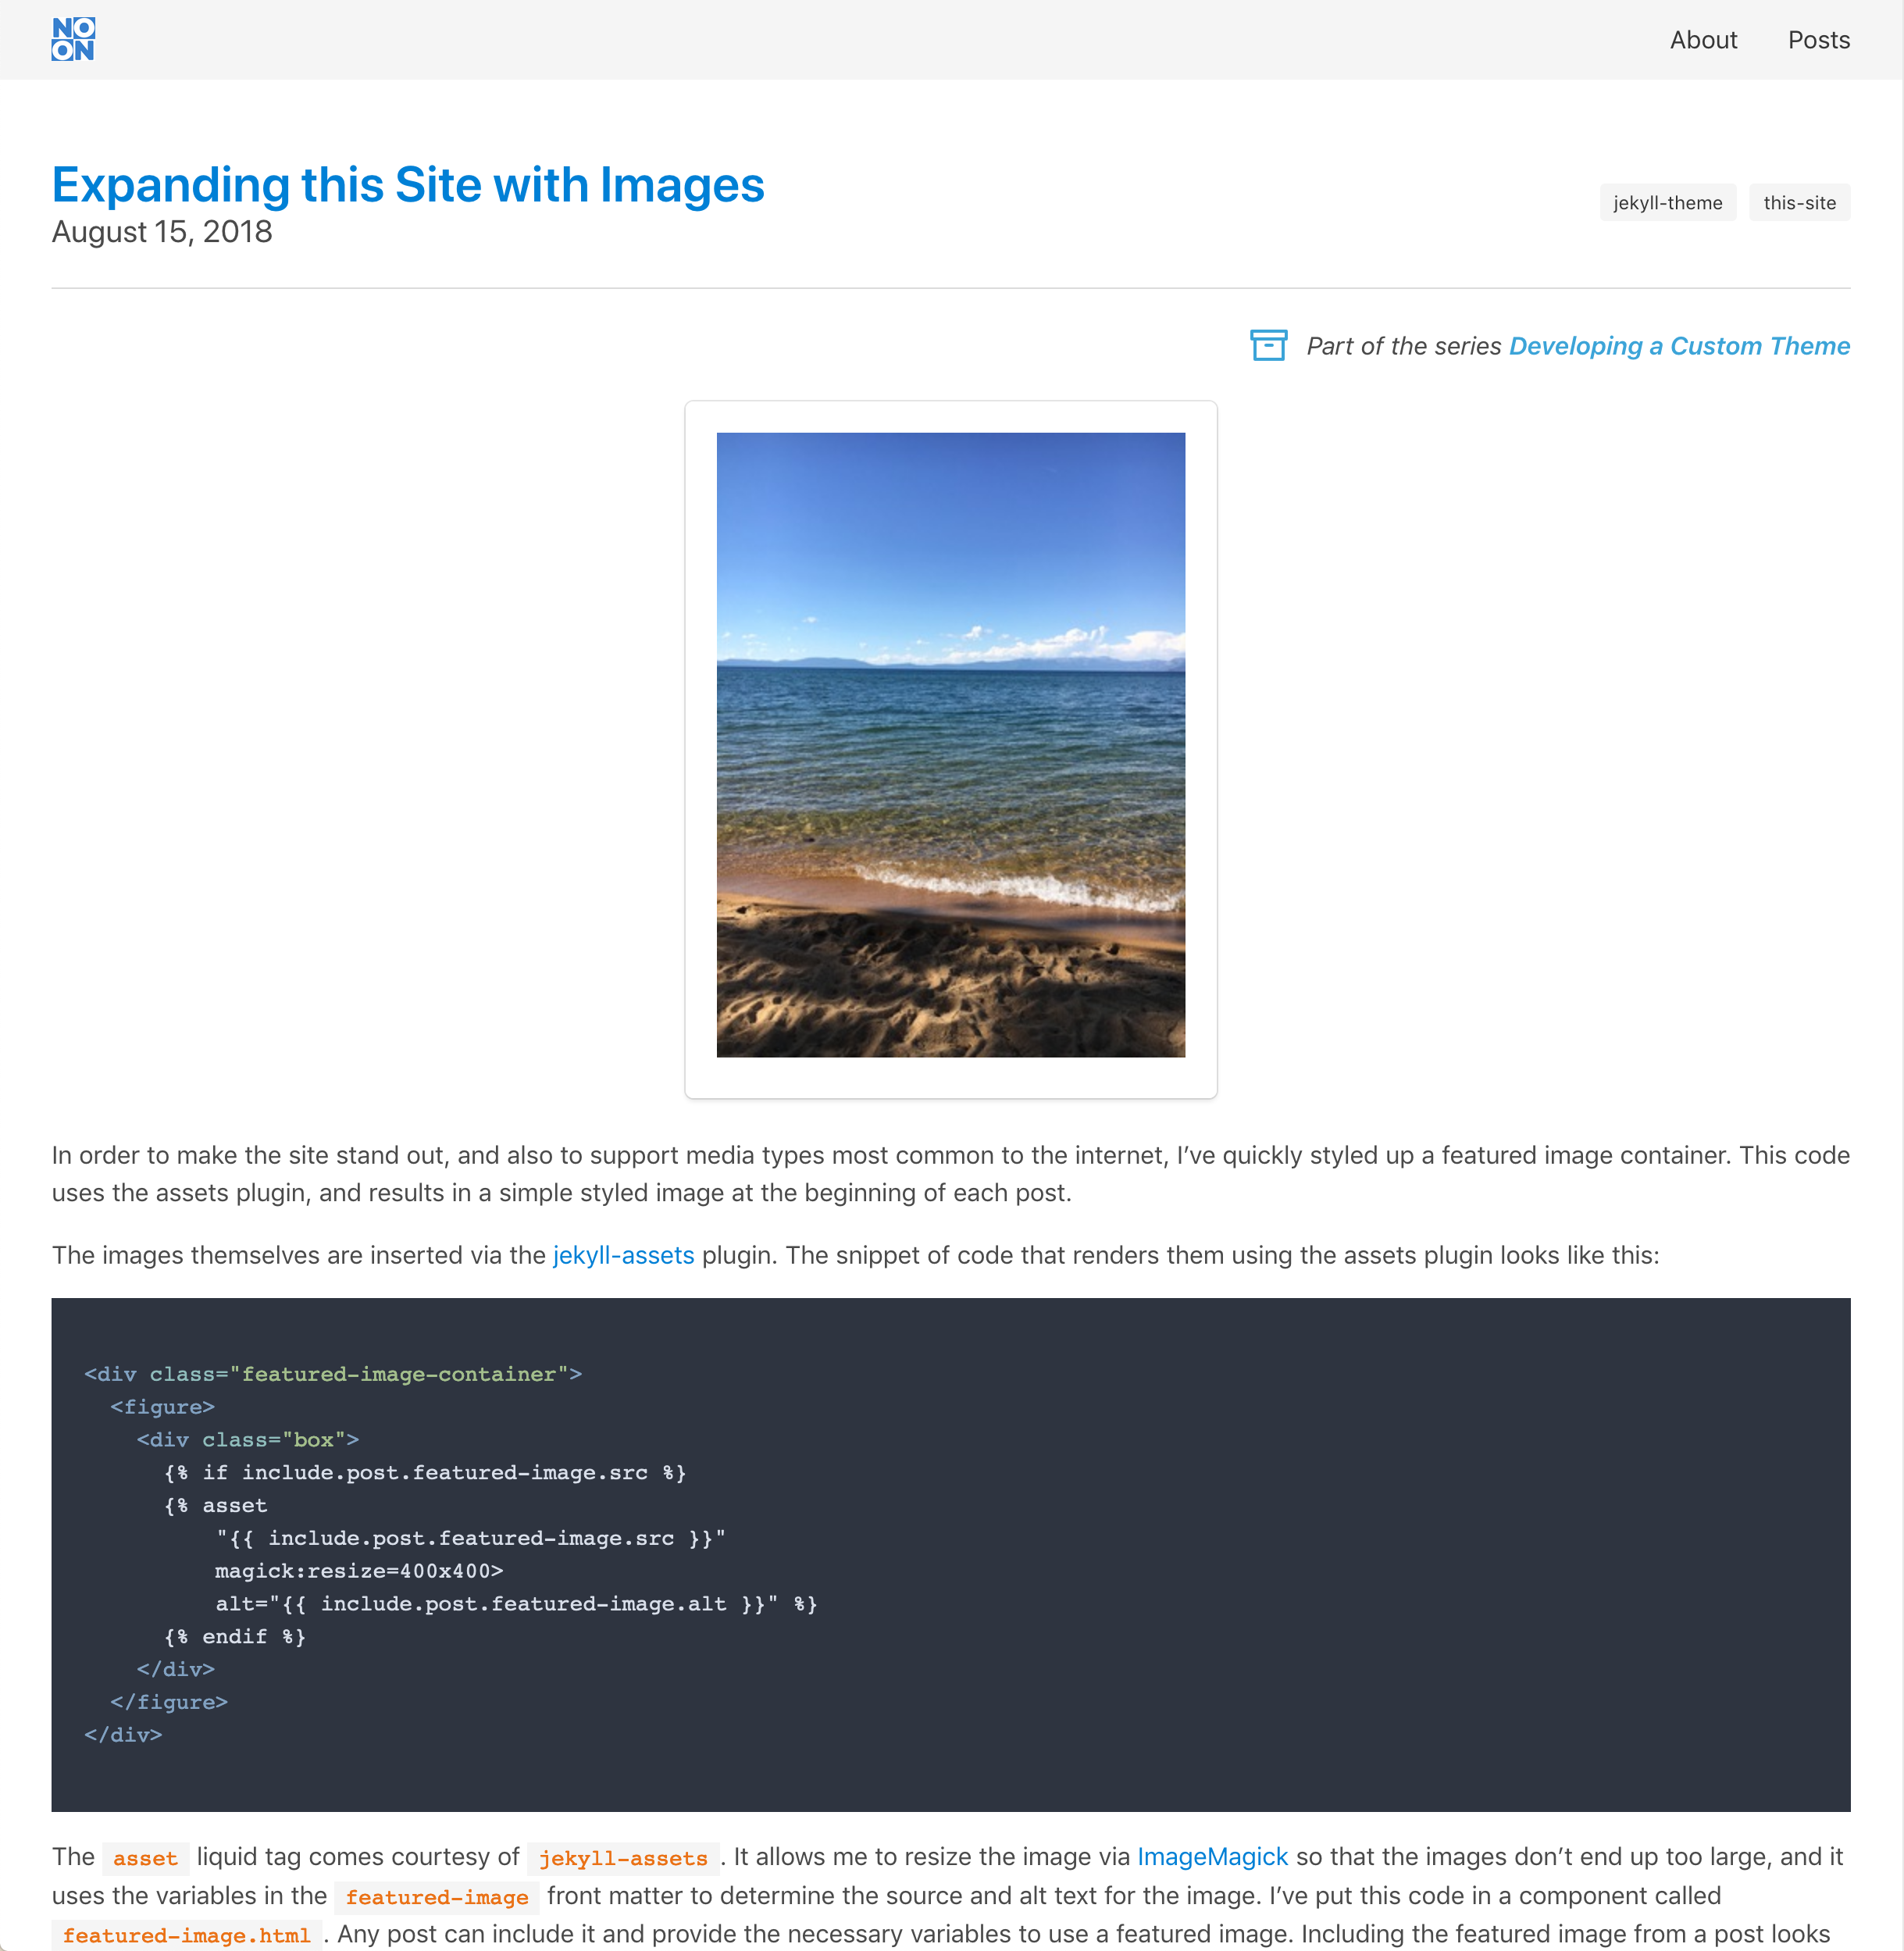 NO
ON
About Posts
Expanding this Site with Images
jekyll-theme this-site
August 15, 2018
Part of the series Developing a Custom Theme
In order to make the site stand out, and also to support media types most common to the internet, I’ve quickly styled up a featured image container. This code
uses the assets plugin, and results in a simple styled image at the beginning of each post.
The images themselves are inserted via the jekyll-assets plugin. The snippet of code that renders them using the assets plugin looks like this:
<div class="featured-image-container">
  <figure>
    <div class="box">
      {% if include.post.featured-image.src %}
      {% asset
          "{{ include.post.featured-image.src }}"
          magick:resize=400x400>
          alt="{{ include.post.featured-image.alt }}" %}
      {% endif %}
    </div>
  </figure>
</div>
The asset liquid tag comes courtesy of jekyll-assets . It allows me to resize the image via ImageMagick so that the images don’t end up too large, and it
uses the variables in the featured-image front matter to determine the source and alt text for the image. I’ve put this code in a component called
featured-image.html . Any post can include it and provide the necessary variables to use a featured image. Including the featured image from a post looks